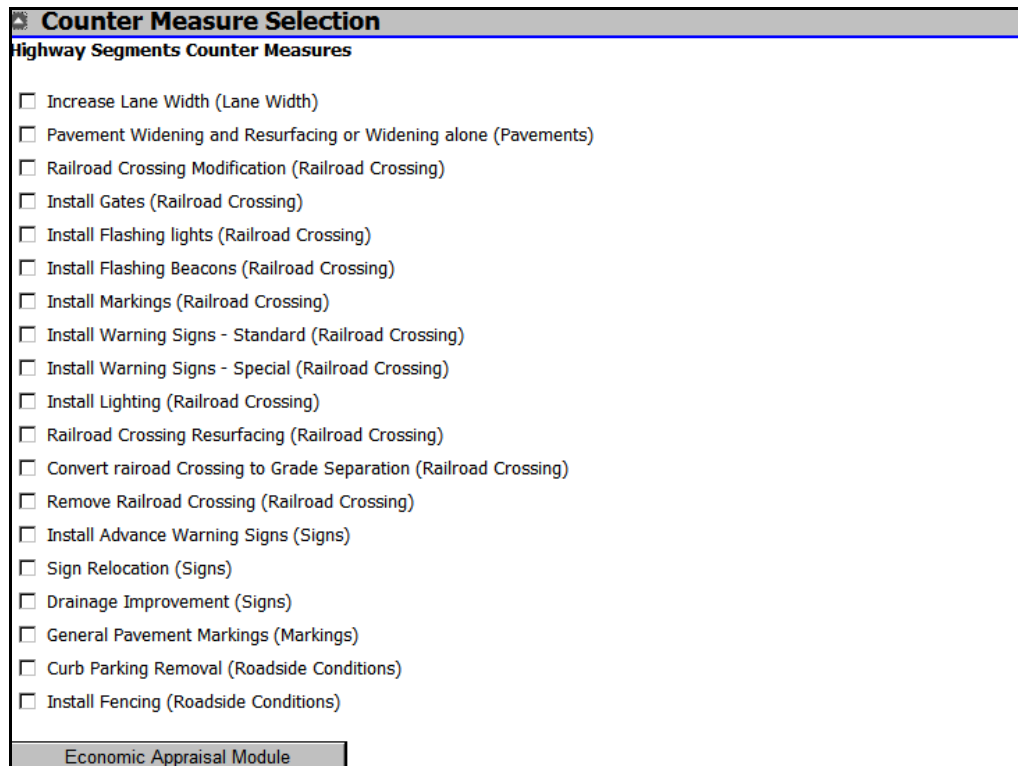 Counter Measure Selection
Highway Segments Counter Measures
Increase Lane Width (Lane Width)
Pavement Widening and Resurfacing or Widening alone (Pavements)
Railroad Crossing Modification (Railroad Crossing)
Install Gates (Railroad Crossing)
Install Flashing lights (Railroad Crossing)
Install Flashing Beacons (Railroad Crossing)
Install Markings (Railroad Crossing)
Install Warning Signs - Standard (Railroad Crossing)
Install Warning Signs - Special (Railroad Crossing)
Install Lighting (Railroad Crossing)
Railroad Crossing Resurfacing (Railroad Crossing)
Convert rairoad Crossing to Grade Separation (Railroad Crossing)
Remove Railroad Crossing (Railroad Crossing)
Install Advance Warning Signs (Signs)
Sign Relocation (Signs)
Drainage Improvement (Signs)
General Pavement Markings (Markings)
Curb Parking Removal (Roadside Conditions)
Install Fencing (Roadside Conditions)
Economic Appraisal Module